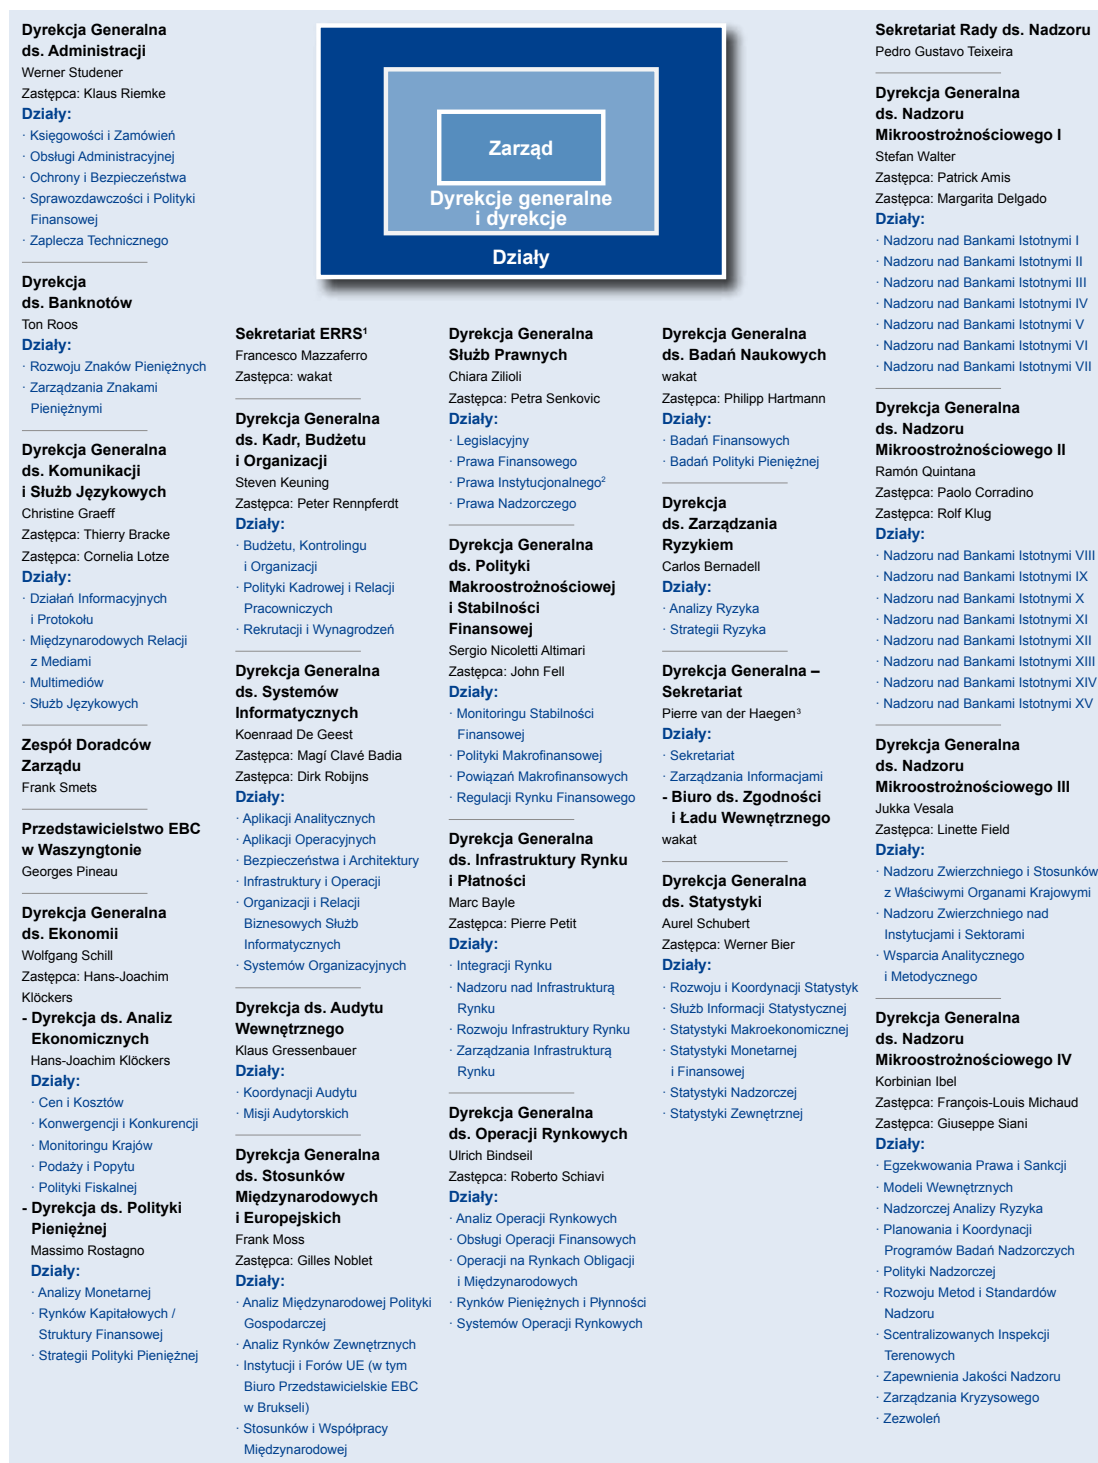 Dyrekcja Generalna
ds. Administracji
Werner Studener
Zastępca: Klaus Riemke
Działy:
· Księgowości i Zamówień
· Obsługi Administracyjnej
· Ochrony i Bezpieczeństwa
· Sprawozdawczości i Polityki
Finansowej
· Zaplecza Technicznego
Dyrekcja
ds. Banknotów
Ton Roos
Działy:
· Rozwoju Znaków Pieniężnych
· Zarządzania Znakami
Pieniężnymi
Dyrekcja Generalna
ds. Komunikacji
i Służb Językowych
Christine Graeff
Zastępca: Thierry Bracke
Zastępca: Cornelia Lotze
Działy:
· Działań Informacyjnych
i Protokołu
· Międzynarodowych Relacji
z Mediami
· Multimediów
· Służb Językowych
Zespół Doradców
Zarządu
Frank Smets
Przedstawicielstwo EBC
w Waszyngtonie
Georges Pineau
Dyrekcja Generalna
ds. Ekonomii
Wolfgang Schill
Zastępca: Hans-Joachim
Klöckers
- Dyrekcja ds. Analiz
Ekonomicznych
Hans-Joachim Klöckers
Działy:
· Cen i Kosztów
· Konwergencji i Konkurencji
· Monitoringu Krajów
· Podaży i Popytu
· Polityki Fiskalnej
- Dyrekcja ds. Polityki
Pieniężnej
Massimo Rostagno
Działy:
· Analizy Monetarnej
· Rynków Kapitałowych /
Struktury Finansowej
· Strategii Polityki Pieniężnej
Zarząd
Dyrekcje generalne
i dyrekcje
Działy
Sekretariat ERRS¹
Francesco Mazzaferro
Zastępca: wakat
Dyrekcja Generalna
ds. Kadr, Budżetu
i Organizacji
Steven Keuning
Zastępca: Peter Rennpferdt
Działy:
· Budżetu, Kontrolingu
i Organizacji
· Polityki Kadrowej i Relacji
Pracowniczych
· Rekrutacji i Wynagrodzeń
Dyrekcja Generalna
ds. Systemów
Informatycznych
Koenraad De Geest
Zastępca: Magí Clavé Badia
Zastępca: Dirk Robijns
Działy:
· Aplikacji Analitycznych
· Aplikacji Operacyjnych
· Bezpieczeństwa i Architektury
· Infrastruktury i Operacji
· Organizacji i Relacji
Biznesowych Służb
Informatycznych
· Systemów Organizacyjnych
Dyrekcja ds. Audytu
Wewnętrznego
Klaus Gressenbauer
Działy:
· Koordynacji Audytu
· Misji Audytorskich
Dyrekcja Generalna
ds. Stosunków
Międzynarodowych
i Europejskich
Frank Moss
Zastępca: Gilles Noblet
Działy:
· Analiz Międzynarodowej Polityki
Gospodarczej
· Analiz Rynków Zewnętrznych
· Instytucji i Forów UE (w tym
Biuro Przedstawicielskie EBC
w Brukseli)
· Stosunków i Współpracy
Międzynarodowej
Dyrekcja Generalna
Służb Prawnych
Chiara Zilioli
Zastępca: Petra Senkovic
Działy:
· Legislacyjny
· Prawa Finansowego
· Prawa Instytucjonalnego²
· Prawa Nadzorczego
Dyrekcja Generalna
ds. Polityki
Makroostrożnościowej
i Stabilności
Finansowej
Sergio Nicoletti Altimari
Zastępca: John Fell
Działy:
· Monitoringu Stabilności
Finansowej
· Polityki Makrofinansowej
· Powiązań Makrofinansowych
· Regulacji Rynku Finansowego
Dyrekcja Generalna
ds. Infrastruktury Rynku
i Płatności
Marc Bayle
Zastępca: Pierre Petit
Działy:
· Integracji Rynku
· Nadzoru nad Infrastrukturą
Rynku
· Rozwoju Infrastruktury Rynku
· Zarządzania Infrastrukturą
Rynku
Dyrekcja Generalna
ds. Operacji Rynkowych
Ulrich Bindseil
Zastępca: Roberto Schiavi
Działy:
· Analiz Operacji Rynkowych
· Obsługi Operacji Finansowych
· Operacji na Rynkach Obligacji
i Międzynarodowych
· Rynków Pieniężnych i Płynności
· Systemów Operacji Rynkowych
Dyrekcja Generalna
ds. Badań Naukowych
wakat
Zastępca: Philipp Hartmann
Działy:
· Badań Finansowych
· Badań Polityki Pieniężnej
Dyrekcja
ds. Zarządzania
Ryzykiem
Carlos Bernadell
Działy:
· Analizy Ryzyka
· Strategii Ryzyka
Dyrekcja Generalna –
Sekretariat
Pierre van der Haegen³
Działy:
· Sekretariat
· Zarządzania Informacjami
- Biuro ds. Zgodności
i Ładu Wewnętrznego
wakat
Dyrekcja Generalna
ds. Statystyki
Aurel Schubert
Zastępca: Werner Bier
Działy:
· Rozwoju i Koordynacji Statystyk
· Służb Informacji Statystycznej
· Statystyki Makroekonomicznej
· Statystyki Monetarnej
i Finansowej
· Statystyki Nadzorczej
· Statystyki Zewnętrznej
Sekretariat Rady ds. Nadzoru
Pedro Gustavo Teixeira
Dyrekcja Generalna
ds. Nadzoru
Mikroostrożnościowego I
Stefan Walter
Zastępca: Patrick Amis
Zastępca: Margarita Delgado
Działy:
· Nadzoru nad Bankami Istotnymi I
· Nadzoru nad Bankami Istotnymi II
· Nadzoru nad Bankami Istotnymi III
· Nadzoru nad Bankami Istotnymi IV
· Nadzoru nad Bankami Istotnymi V
· Nadzoru nad Bankami Istotnymi VI
· Nadzoru nad Bankami Istotnymi VII
Dyrekcja Generalna
ds. Nadzoru
Mikroostrożnościowego II
Ramón Quintana
Zastępca: Paolo Corradino
Zastępca: Rolf Klug
Działy:
· Nadzoru nad Bankami Istotnymi VIII
· Nadzoru nad Bankami Istotnymi IX
· Nadzoru nad Bankami Istotnymi X
· Nadzoru nad Bankami Istotnymi XI
· Nadzoru nad Bankami Istotnymi XII
· Nadzoru nad Bankami Istotnymi XIII
· Nadzoru nad Bankami Istotnymi XIV
· Nadzoru nad Bankami Istotnymi XV
Dyrekcja Generalna
ds. Nadzoru
Mikroostrożnościowego III
Jukka Vesala
Zastępca: Linette Field
Działy:
· Nadzoru Zwierzchniego i Stosunków
z Właściwymi Organami Krajowymi
· Nadzoru Zwierzchniego nad
Instytucjami i Sektorami
· Wsparcia Analitycznego
i Metodycznego
Dyrekcja Generalna
ds. Nadzoru
Mikroostrożnościowego IV
Korbinian Ibel
Zastępca: François-Louis Michaud
Zastępca: Giuseppe Siani
Działy:
· Egzekwowania Prawa i Sankcji
· Modeli Wewnętrznych
· Nadzorczej Analizy Ryzyka
· Planowania i Koordynacji
Programów Badań Nadzorczych
· Polityki Nadzorczej
· Rozwoju Metod i Standardów
Nadzoru
· Scentralizowanych Inspekcji
Terenowych
· Zapewnienia Jakości Nadzoru
· Zarządzania Kryzysowego
· Zezwoleń